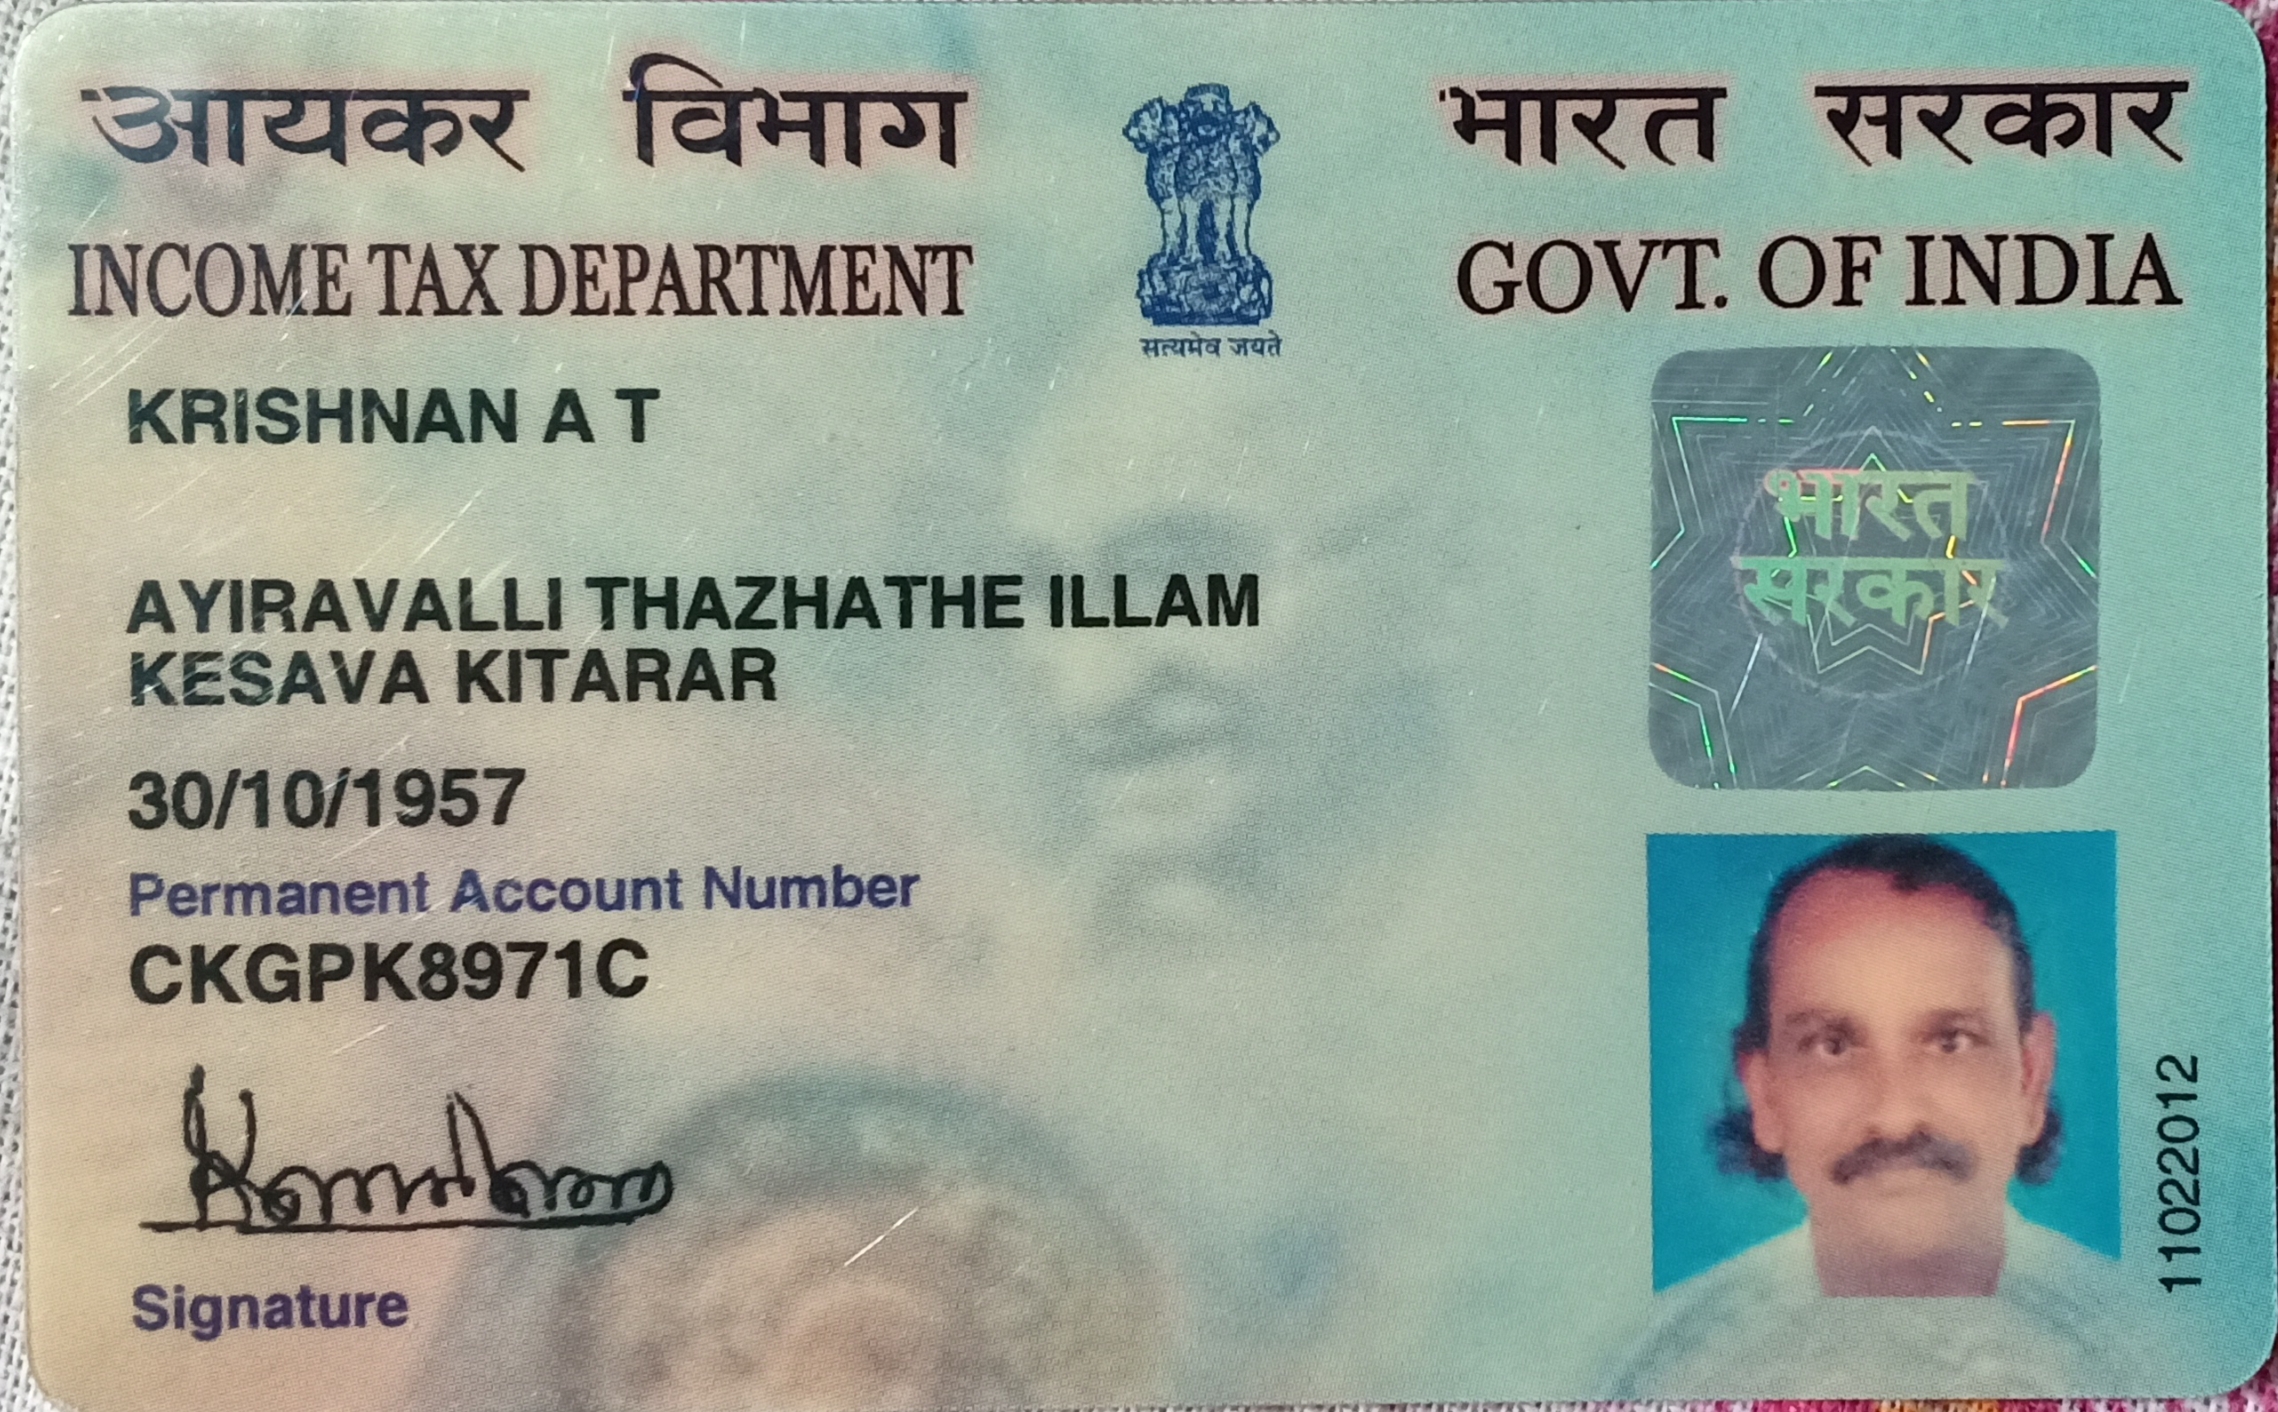 आयकर विभाग
INCOME TAX DEPARTMENT
सत्यमेव जयते
भारत सरकार
GOVT. OF INDIA
KRISHNAN A T
AYIRAVALLI THAZHATHE ILLAM
KESAVA KITARAR
30/10/1957
Permanent Account Number
CKGPK8971C
Signature
भारत
सरकार
11022012